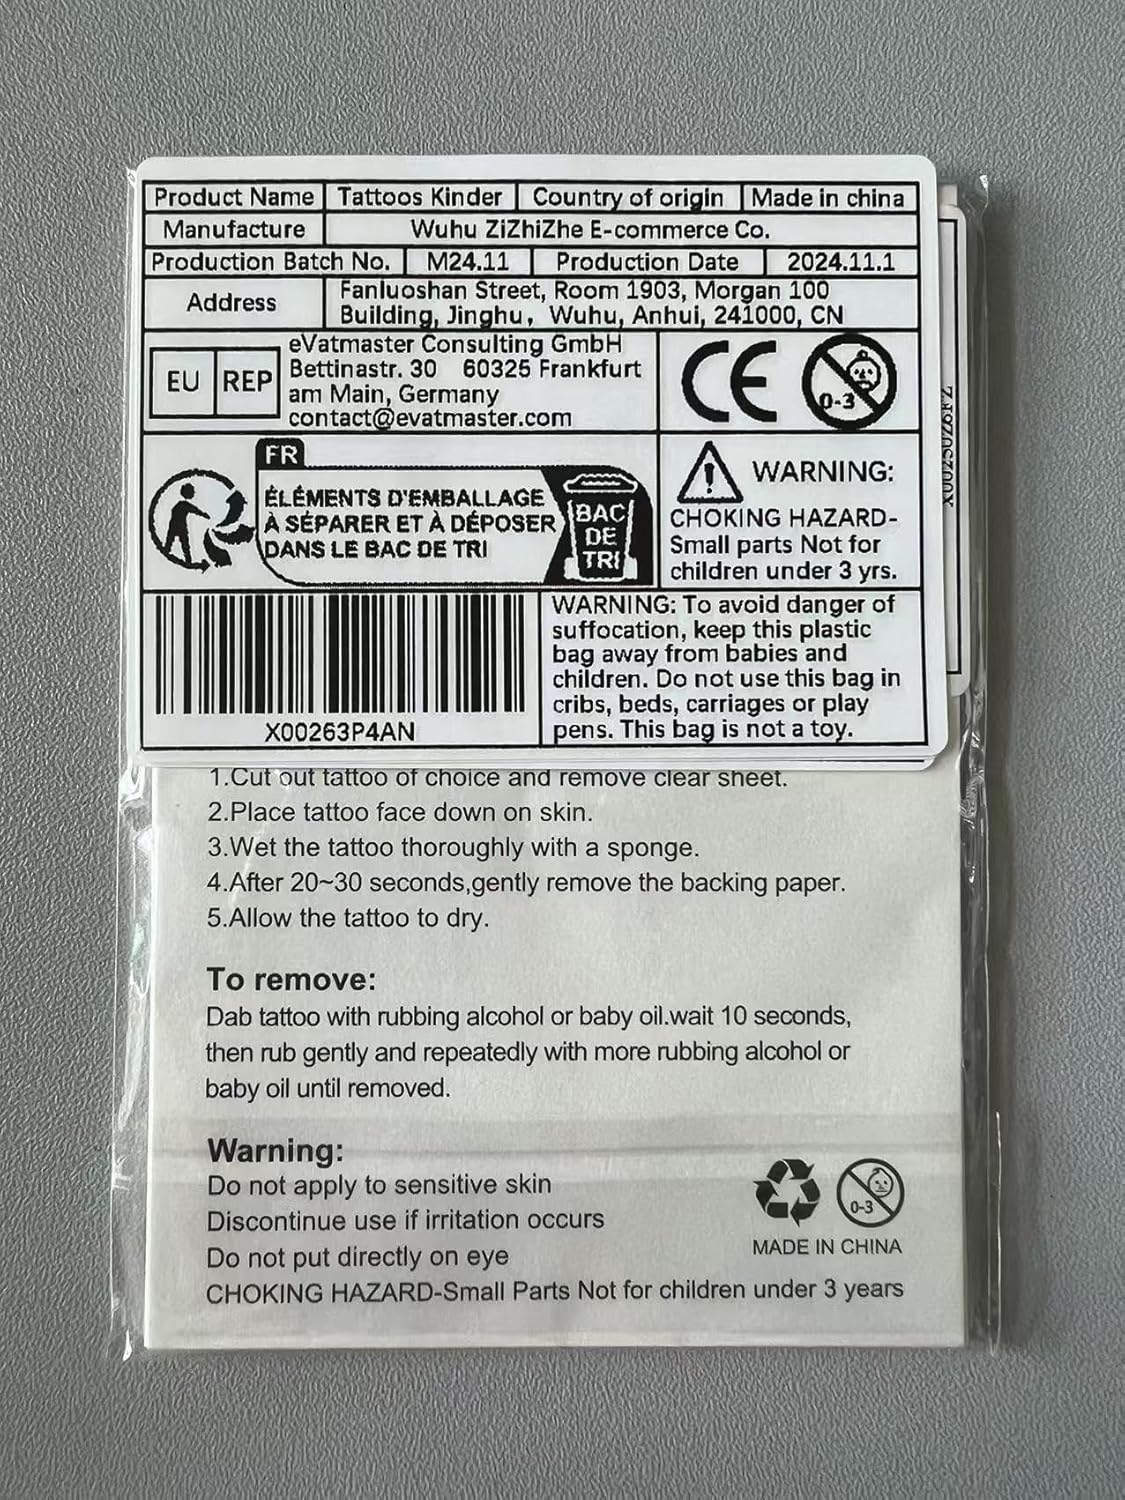 Product Name Tattoos Kinder Country of origin Made in china
Manufacture Wuhu ZiZhiZhe E-commerce Co.
Production Batch No. M24.11 Production Date 2024.11.1
Address Fanluoshan Street, Room 1903, Morgan 100
Building, Jinghu, Wuhu, Anhui, 241000, CN
EU REP
eVatmaster Consulting GmbH
Bettinastr. 30 60325 Frankfurt
am Main, Germany
contact@evatmaster.com
CE
0-3
FR
ÉLÉMENTS D'EMBALLAGE
À SÉPARER ET À DÉPOSER
DANS LE BAC DE TRI
BAC
DE
TRI
WARNING:
CHOKING HAZARD-
Small parts Not for
children under 3 yrs.
X00263P4AN
WARNING: To avoid danger of
suffocation, keep this plastic
bag away from babies and
children. Do not use this bag in
cribs, beds, carriages or play
pens. This bag is not a toy.
1.Cut out tattoo of choice and remove clear sheet.
2.Place tattoo face down on skin.
3.Wet the tattoo thoroughly with a sponge.
4.After 20~30 seconds,gently remove the backing paper.
5.Allow the tattoo to dry.
To remove:
Dab tattoo with rubbing alcohol or baby oil.wait 10 seconds,
then rub gently and repeatedly with more rubbing alcohol or
baby oil until removed.
Warning:
Do not apply to sensitive skin
Discontinue use if irritation occurs
Do not put directly on eye
CHOKING HAZARD-Small Parts Not for children under 3 years
0-3
MADE IN CHINA